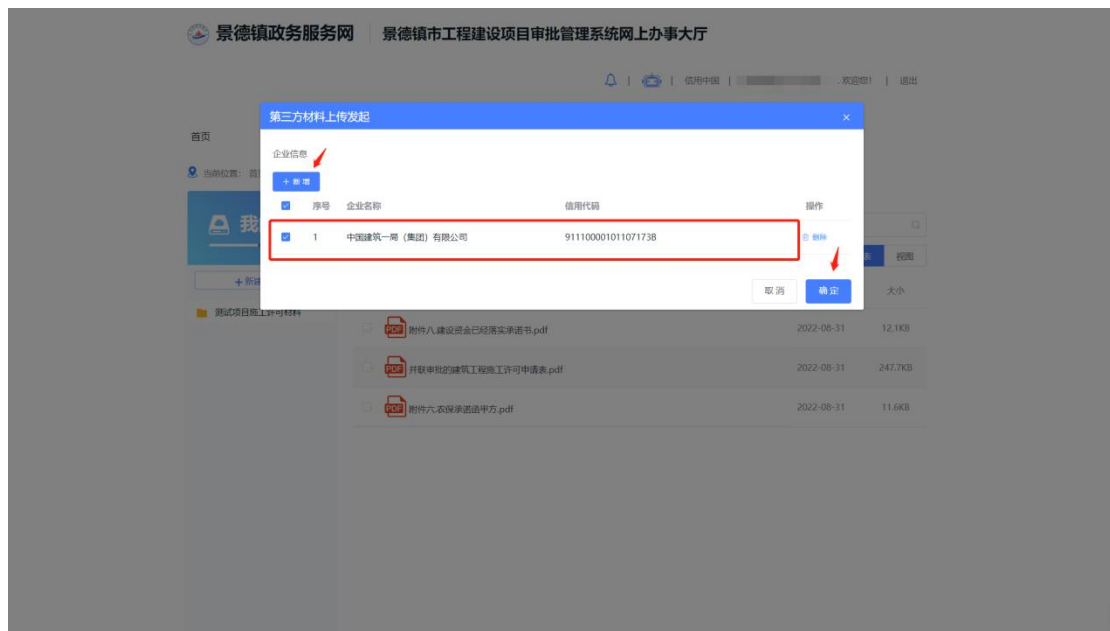 景德镇政务服务网 景德镇市工程建设项目审批管理系统网上办事大厅
| | 信用中国 | , 欢迎您! | 退出
第三方材料上传发起 ×
首页
企业信息
当前位置: 首
+ 新增
序号 企业名称 信用代码 操作
我
1 中国建筑一局(集团)有限公司 91110000101107173B 删除
视图
+ 新建
取消 确定
大小
测试项目施工许可材料
附件八.建设资金已经落实承诺书.pdf 2022-08-31 12.1KB
并联审批的建筑工程施工许可申请表.pdf 2022-08-31 247.7KB
附件六.农保承诺函甲方.pdf 2022-08-31 11.6KB